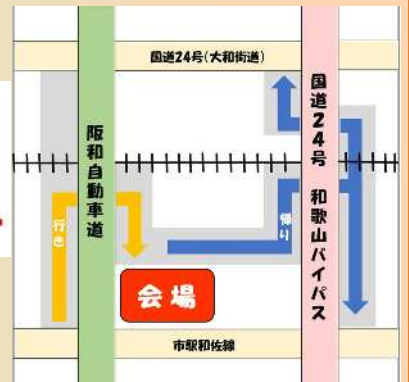 国道24号(大和街道)
阪和自動車道
国道24号 和歌山バイパス
行き
帰り
会場
市駅和佐線